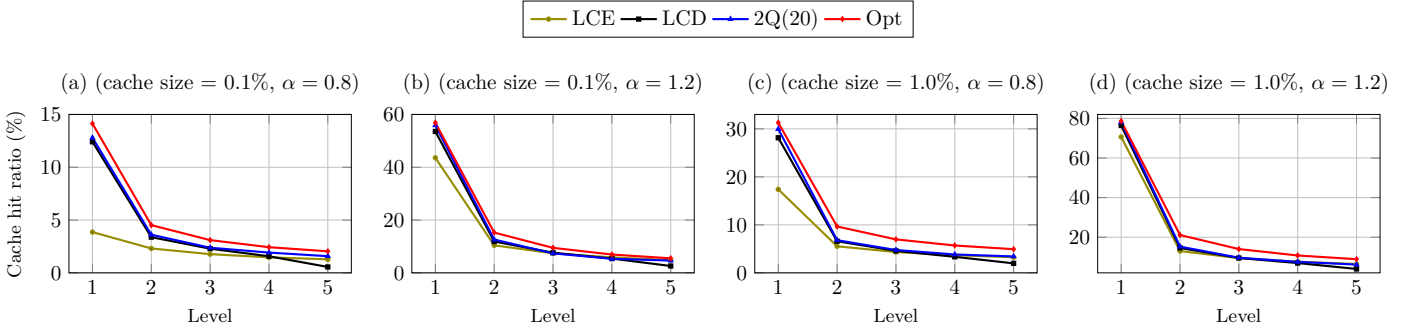 LCE LCD 2Q(20) Opt
(a) (cache size = 0.1%, α = 0.8)
(b) (cache size = 0.1%, α = 1.2)
(c) (cache size = 1.0%, α = 0.8)
(d) (cache size = 1.0%, α = 1.2)
Cache hit ratio (%)
15
10
5
0
1 2 3 4 5
Level
60
40
20
0
1 2 3 4 5
Level
30
20
10
0
1 2 3 4 5
Level
80
60
40
20
1 2 3 4 5
Level